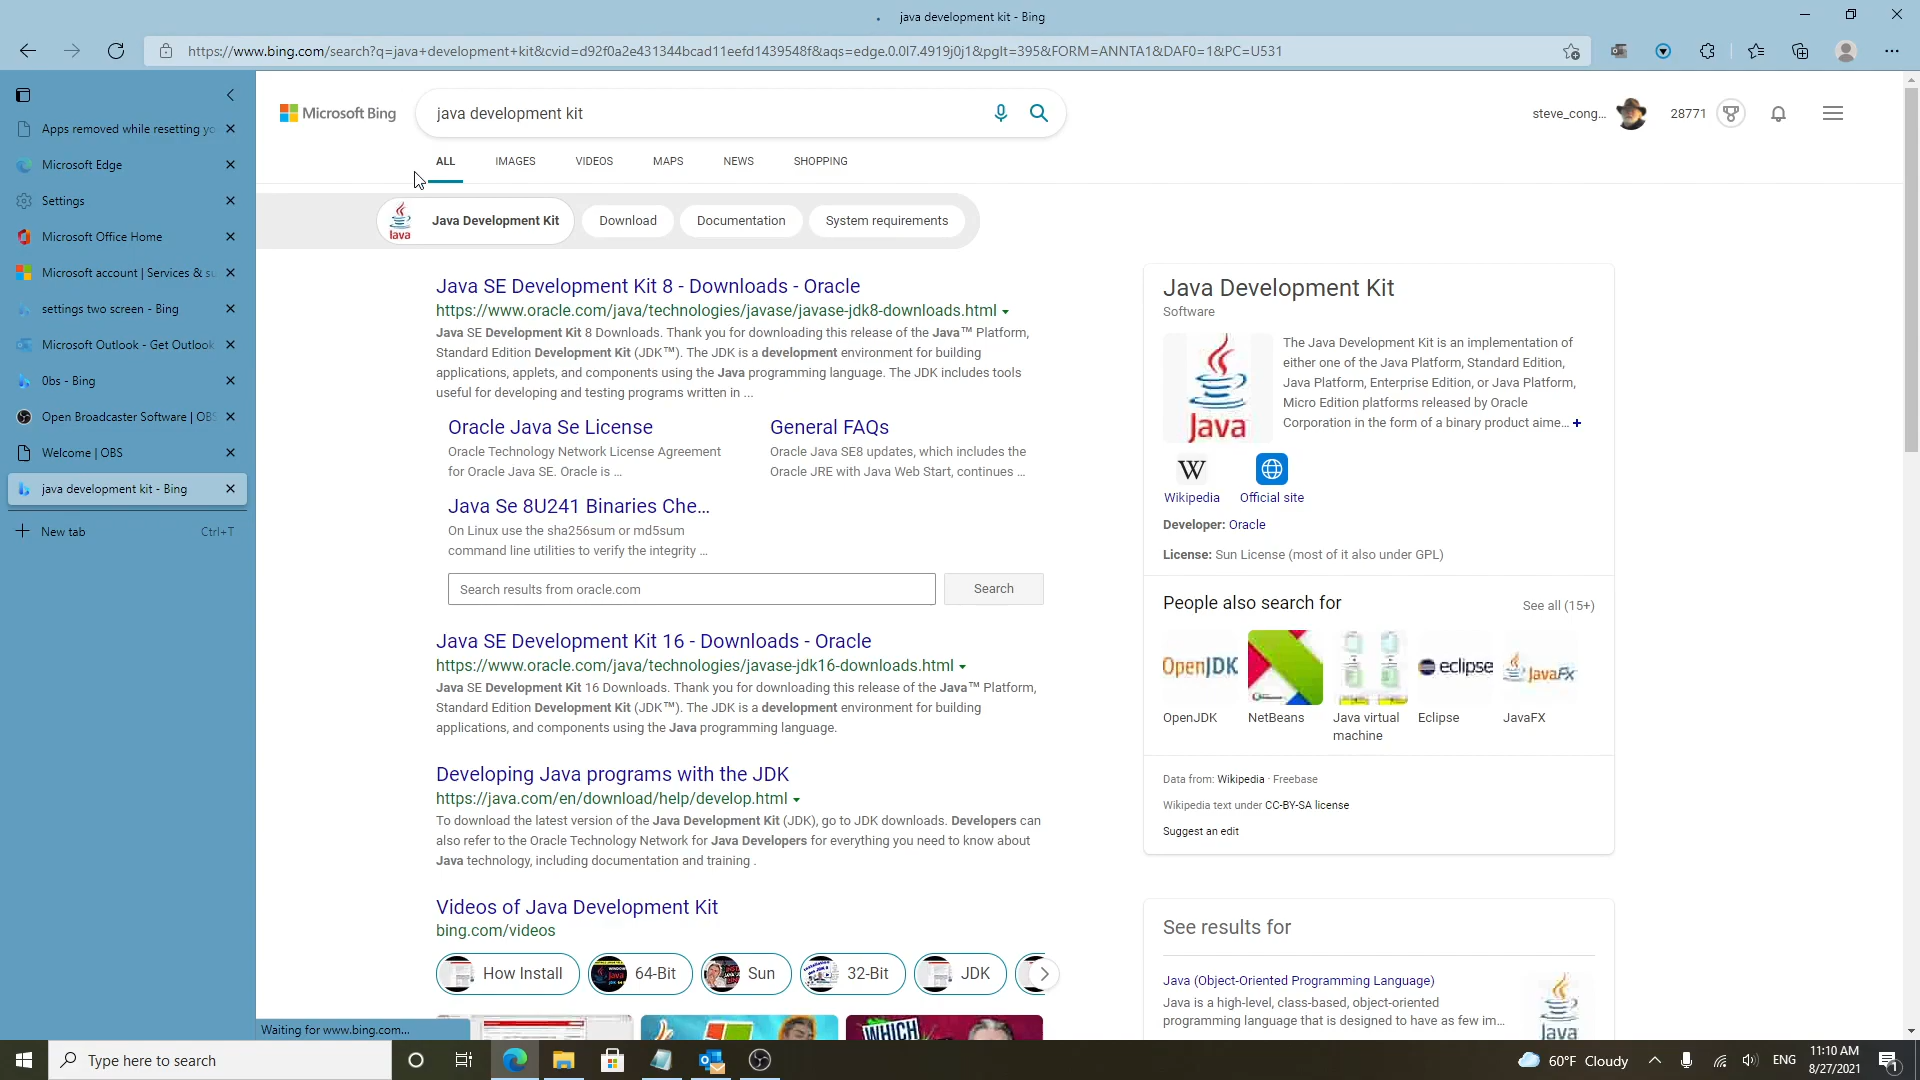 java development kit - Bing
https://www.bing.com/search?q=java+development+kit&cvid=d92f0a2e431344bcad11eefd1439548f&aqs=edge.0.0l7.4919j0j1&pglt=395&FORM=ANNTA1&DAF0=1&PC=U531
Apps removed while resetting yo
Microsoft Edge
Settings
Microsoft Office Home
Microsoft account | Services & su
settings two screen - Bing
Microsoft Outlook - Get Outlook
0bs - Bing
Open Broadcaster Software | OBS
Welcome | OBS
java development kit - Bing
New tab Ctrl+T
Microsoft Bing
java development kit
steve_cong... 28771
ALL IMAGES VIDEOS MAPS NEWS SHOPPING
Java Development Kit Download Documentation System requirements
Java SE Development Kit 8 - Downloads - Oracle
https://www.oracle.com/java/technologies/javase/javase-jdk8-downloads.html
Java SE Development Kit 8 Downloads. Thank you for downloading this release of the Java™ Platform,
Standard Edition Development Kit (JDK™). The JDK is a development environment for building
applications, applets, and components using the Java programming language. The JDK includes tools
useful for developing and testing programs written in ...
Oracle Java Se License
Oracle Technology Network License Agreement
for Oracle Java SE. Oracle is ...
General FAQs
Oracle Java SE8 updates, which includes the
Oracle JRE with Java Web Start, continues ...
Java Se 8U241 Binaries Che...
On Linux use the sha256sum or md5sum
command line utilities to verify the integrity ...
Search results from oracle.com Search
Java SE Development Kit 16 - Downloads - Oracle
https://www.oracle.com/java/technologies/javase-jdk16-downloads.html
Java SE Development Kit 16 Downloads. Thank you for downloading this release of the Java™ Platform,
Standard Edition Development Kit (JDK™). The JDK is a development environment for building
applications, and components using the Java programming language.
Developing Java programs with the JDK
https://java.com/en/download/help/develop.html
To download the latest version of the Java Development Kit (JDK), go to JDK downloads. Developers can
also refer to the Oracle Technology Network for Java Developers for everything you need to know about
Java technology, including documentation and training .
Videos of Java Development Kit
bing.com/videos
How Install 64-Bit Sun 32-Bit JDK
WHICH
Java Development Kit
Software
Java
The Java Development Kit is an implementation of
either one of the Java Platform, Standard Edition,
Java Platform, Enterprise Edition, or Java Platform,
Micro Edition platforms released by Oracle
Corporation in the form of a binary product aime... +
Wikipedia Official site
Developer: Oracle
License: Sun License (most of it also under GPL)
People also search for See all (15+)
OpenJDK eclipse JavaFX
OpenJDK NetBeans Java virtual Eclipse JavaFX
machine
Data from: Wikipedia · Freebase
Wikipedia text under CC-BY-SA license
Suggest an edit
See results for
Java (Object-Oriented Programming Language)
Java is a high-level, class-based, object-oriented
programming language that is designed to have as few im...
Java
Waiting for www.bing.com...
Type here to search
60°F Cloudy ENG
11:10 AM
8/27/2021